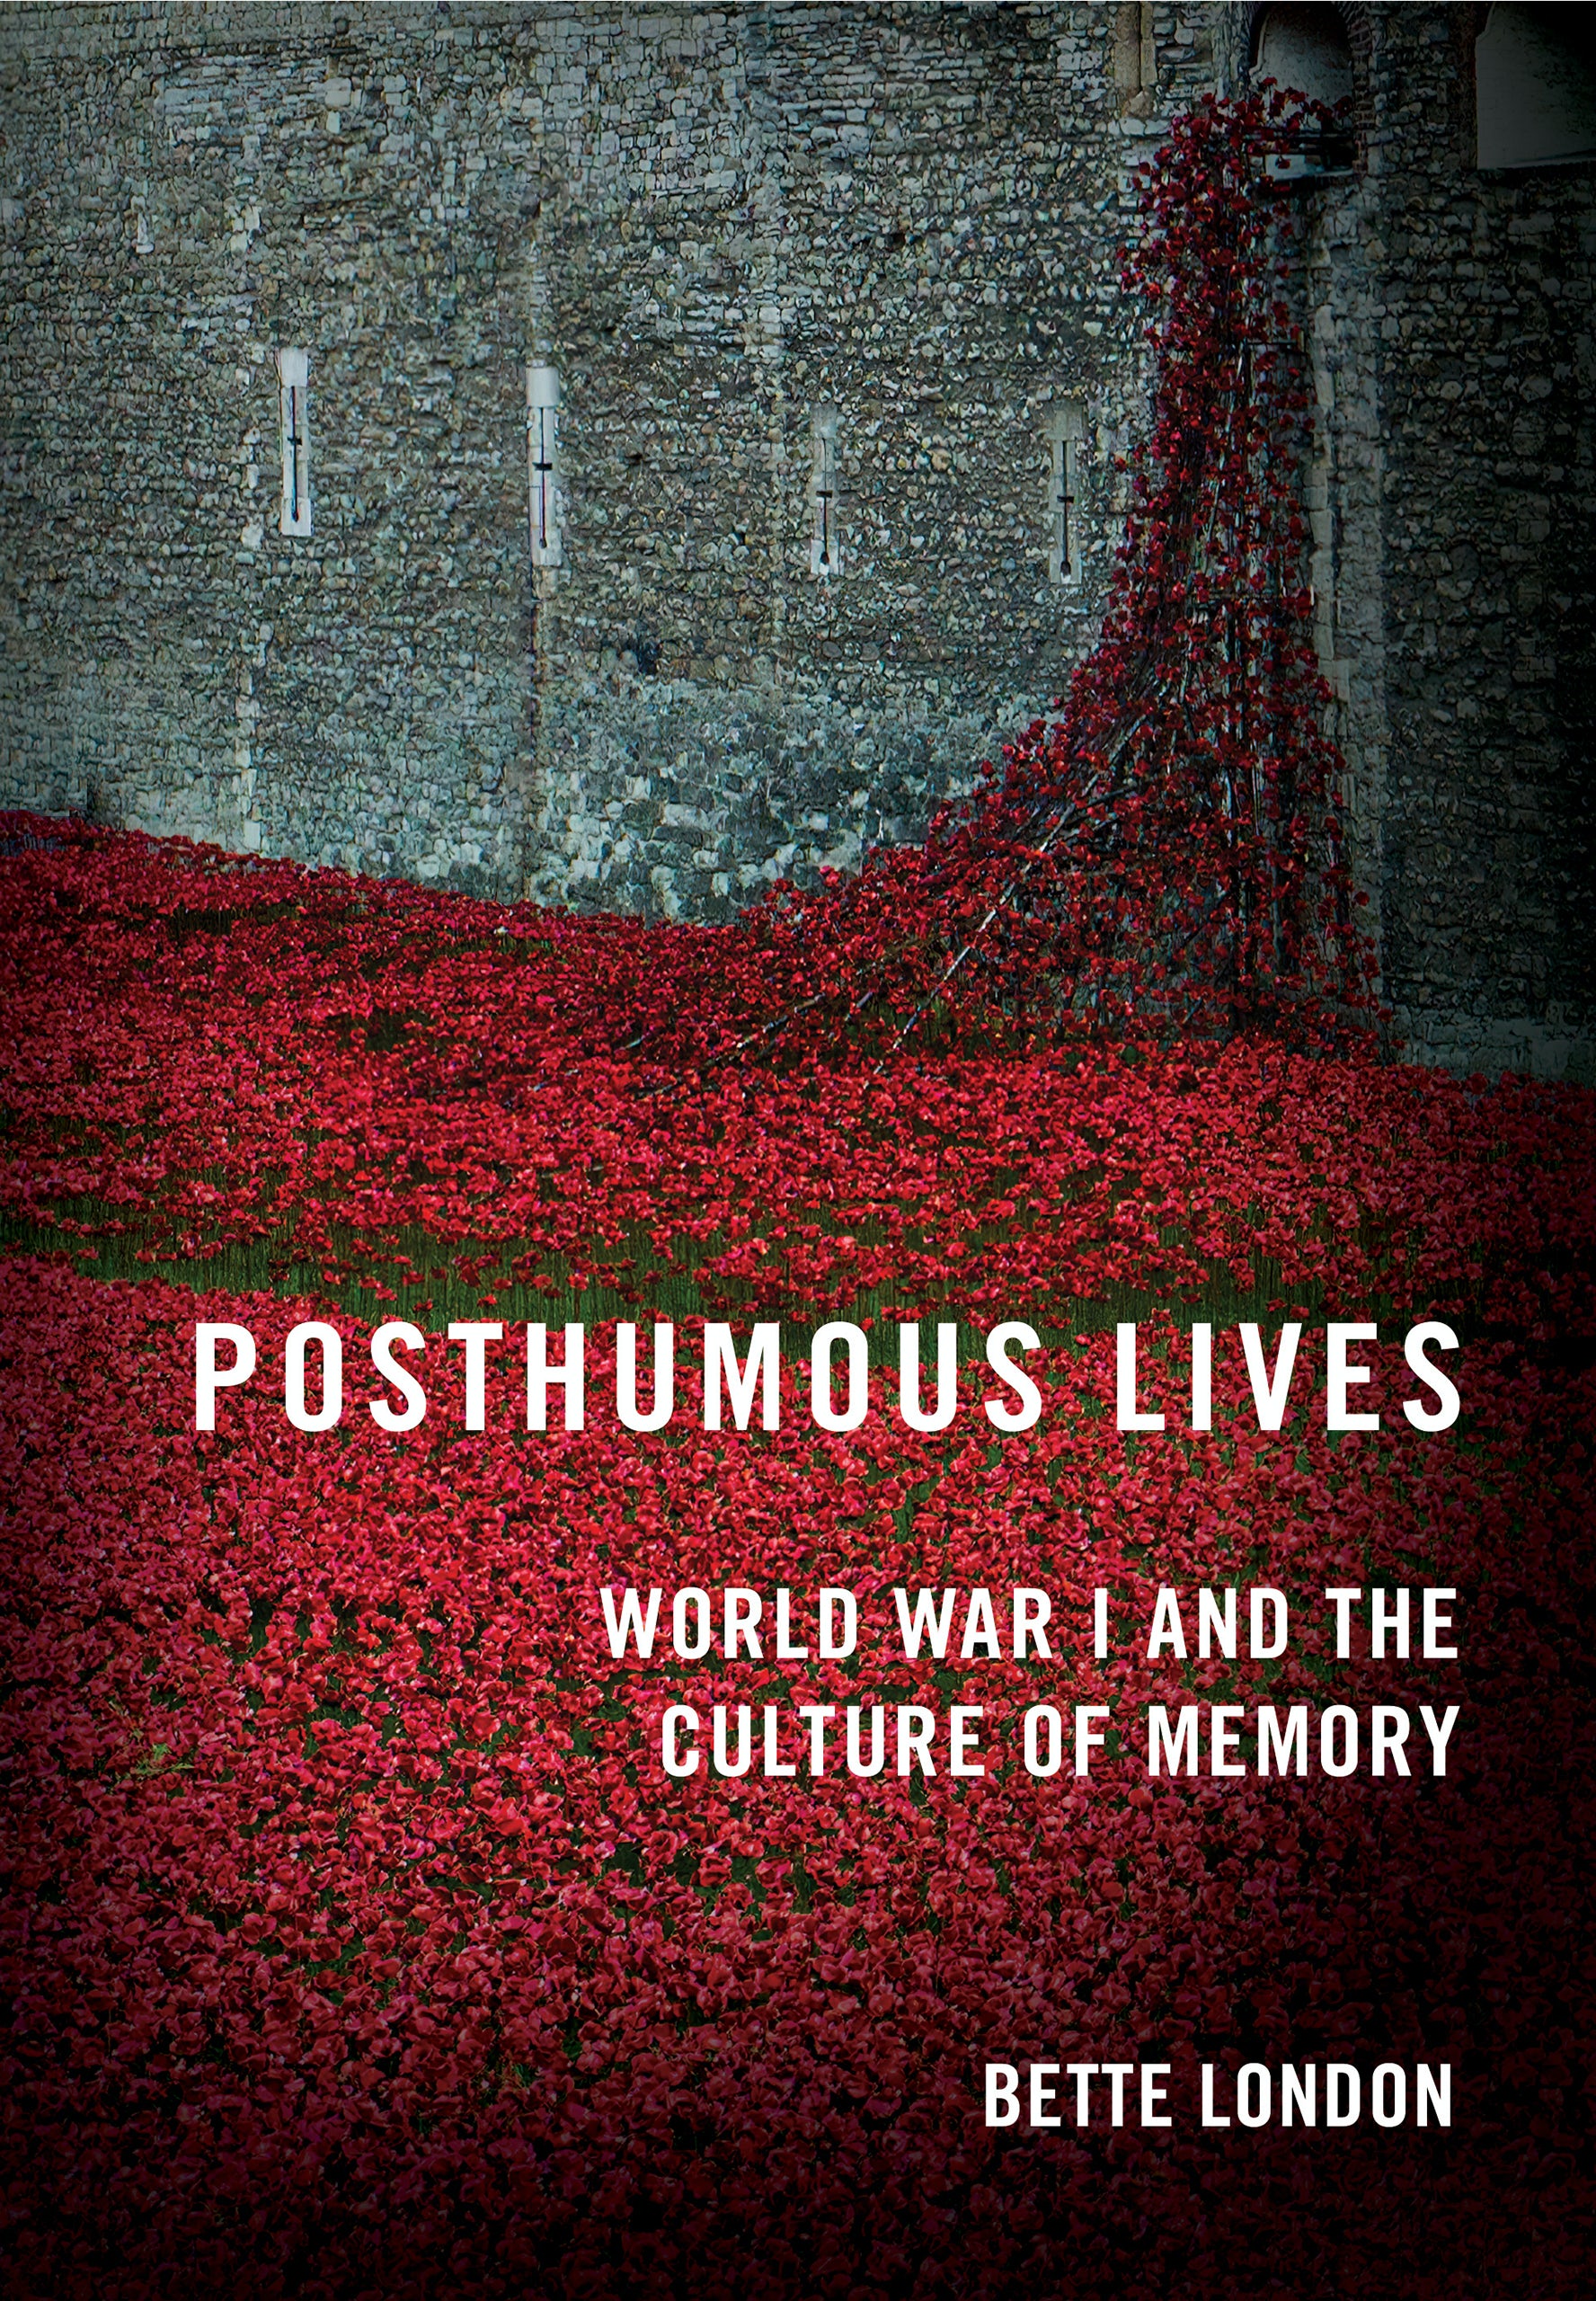 POSTHUMOUS LIVES
WORLD WAR I AND THE
CULTURE OF MEMORY
BETTE LONDON